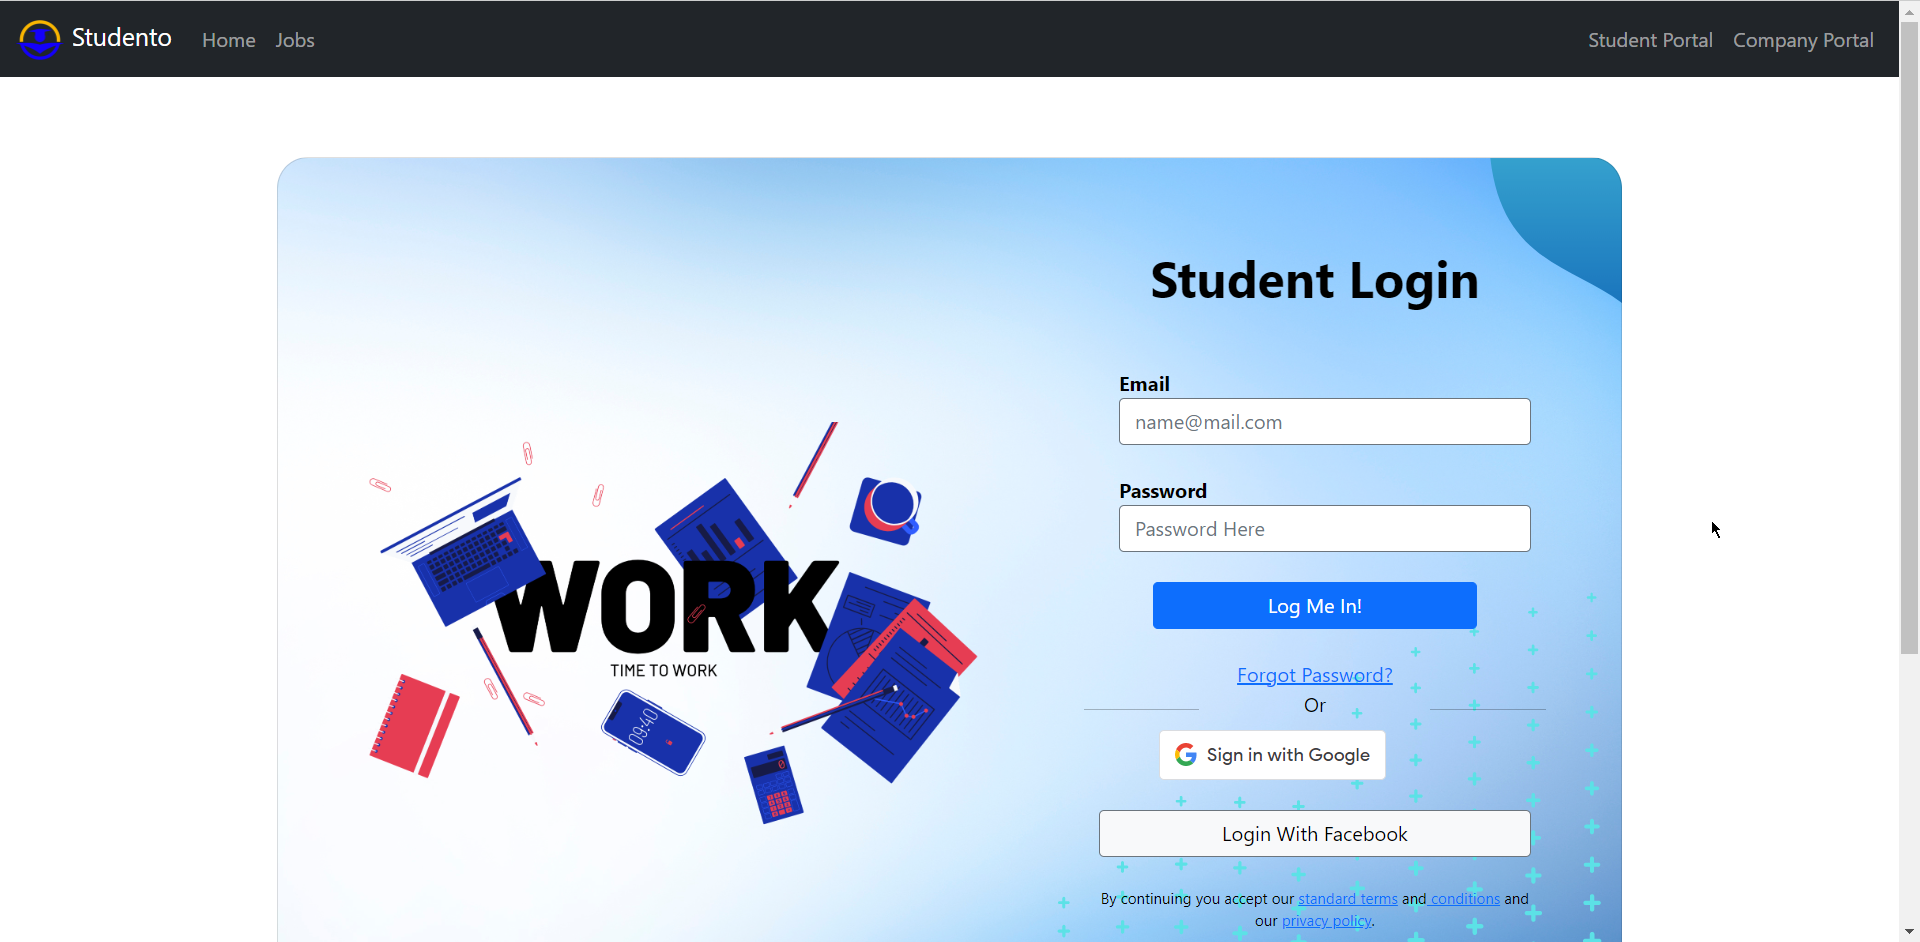 Studento
Home
Jobs
Student Portal
Company Portal
Student Login
Email
name@mail.com
Password
Password Here
Log Me In!
WORK
TIME TO WORK
09:40
0
Forgot Password?
Or
Sign in with Google
Login With Facebook
By continuing you accept our standard terms and conditions and
our privacy policy.